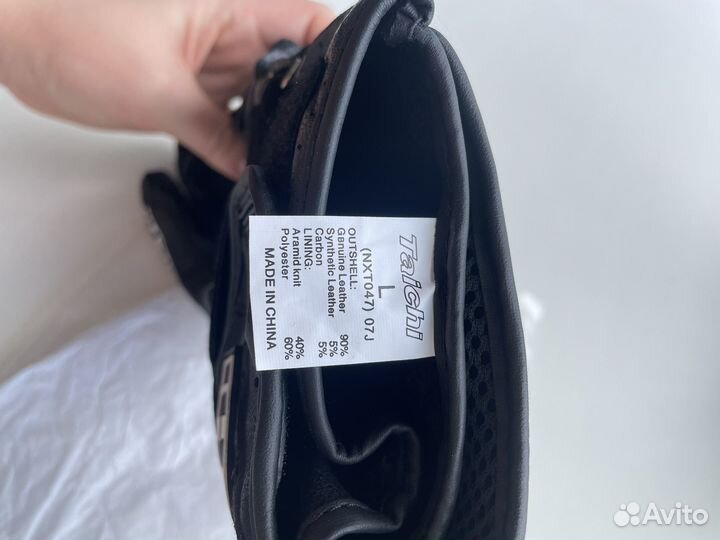 Taichi
L
(NXT047) 07J
OUTSHELL:
Genuine Leather 90%
Synthetic Leather 5%
Carbon 5%
LINING:
Aramid knit 40%
Polyester 60%
MADE IN CHINA
Avito